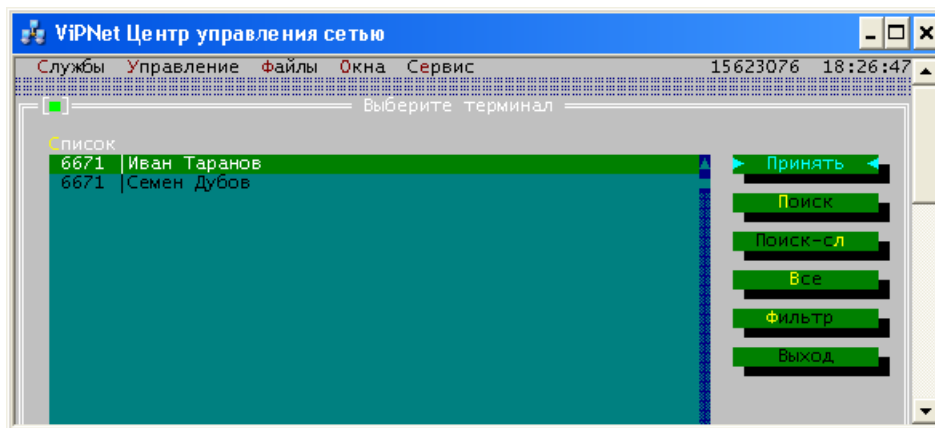 ViPNet Центр управления сетью
Службы Управление Файлы Окна Сервис 15623076 18:26:47
Выберите терминал
Список
6671 |Иван Таранов
6671 |Семен Дубов
Принять
Поиск
Поиск-сл
Все
Фильтр
Выход